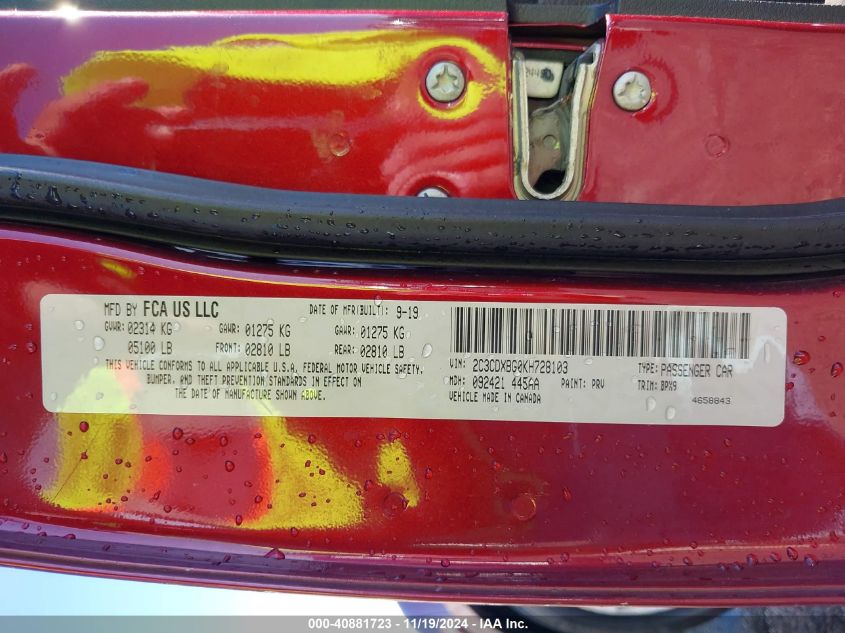 MFD BY FCA US LLC DATE OF MFR(BUILT): 9-19
GVWR: 02314 KG GAWR: 01275 KG GAWR: 01275 KG
05100 LB FRONT: 02810 LB REAR: 02810 LB
THIS VEHICLE CONFORMS TO ALL APPLICABLE U.S.A. FEDERAL MOTOR VEHICLE SAFETY,
BUMPER, AND THEFT PREVENTION STANDARDS IN EFFECT ON
THE DATE OF MANUFACTURE SHOWN ABOVE.
VIN: 2C3CDXBG0KH728103 TYPE: PASSENGER CAR
MDH: 092421 445AA PAINT: PRV TRIM: BPX9
VEHICLE MADE IN CANADA 4658843
000-40881723 - 11/19/2024 - IAAI.COM